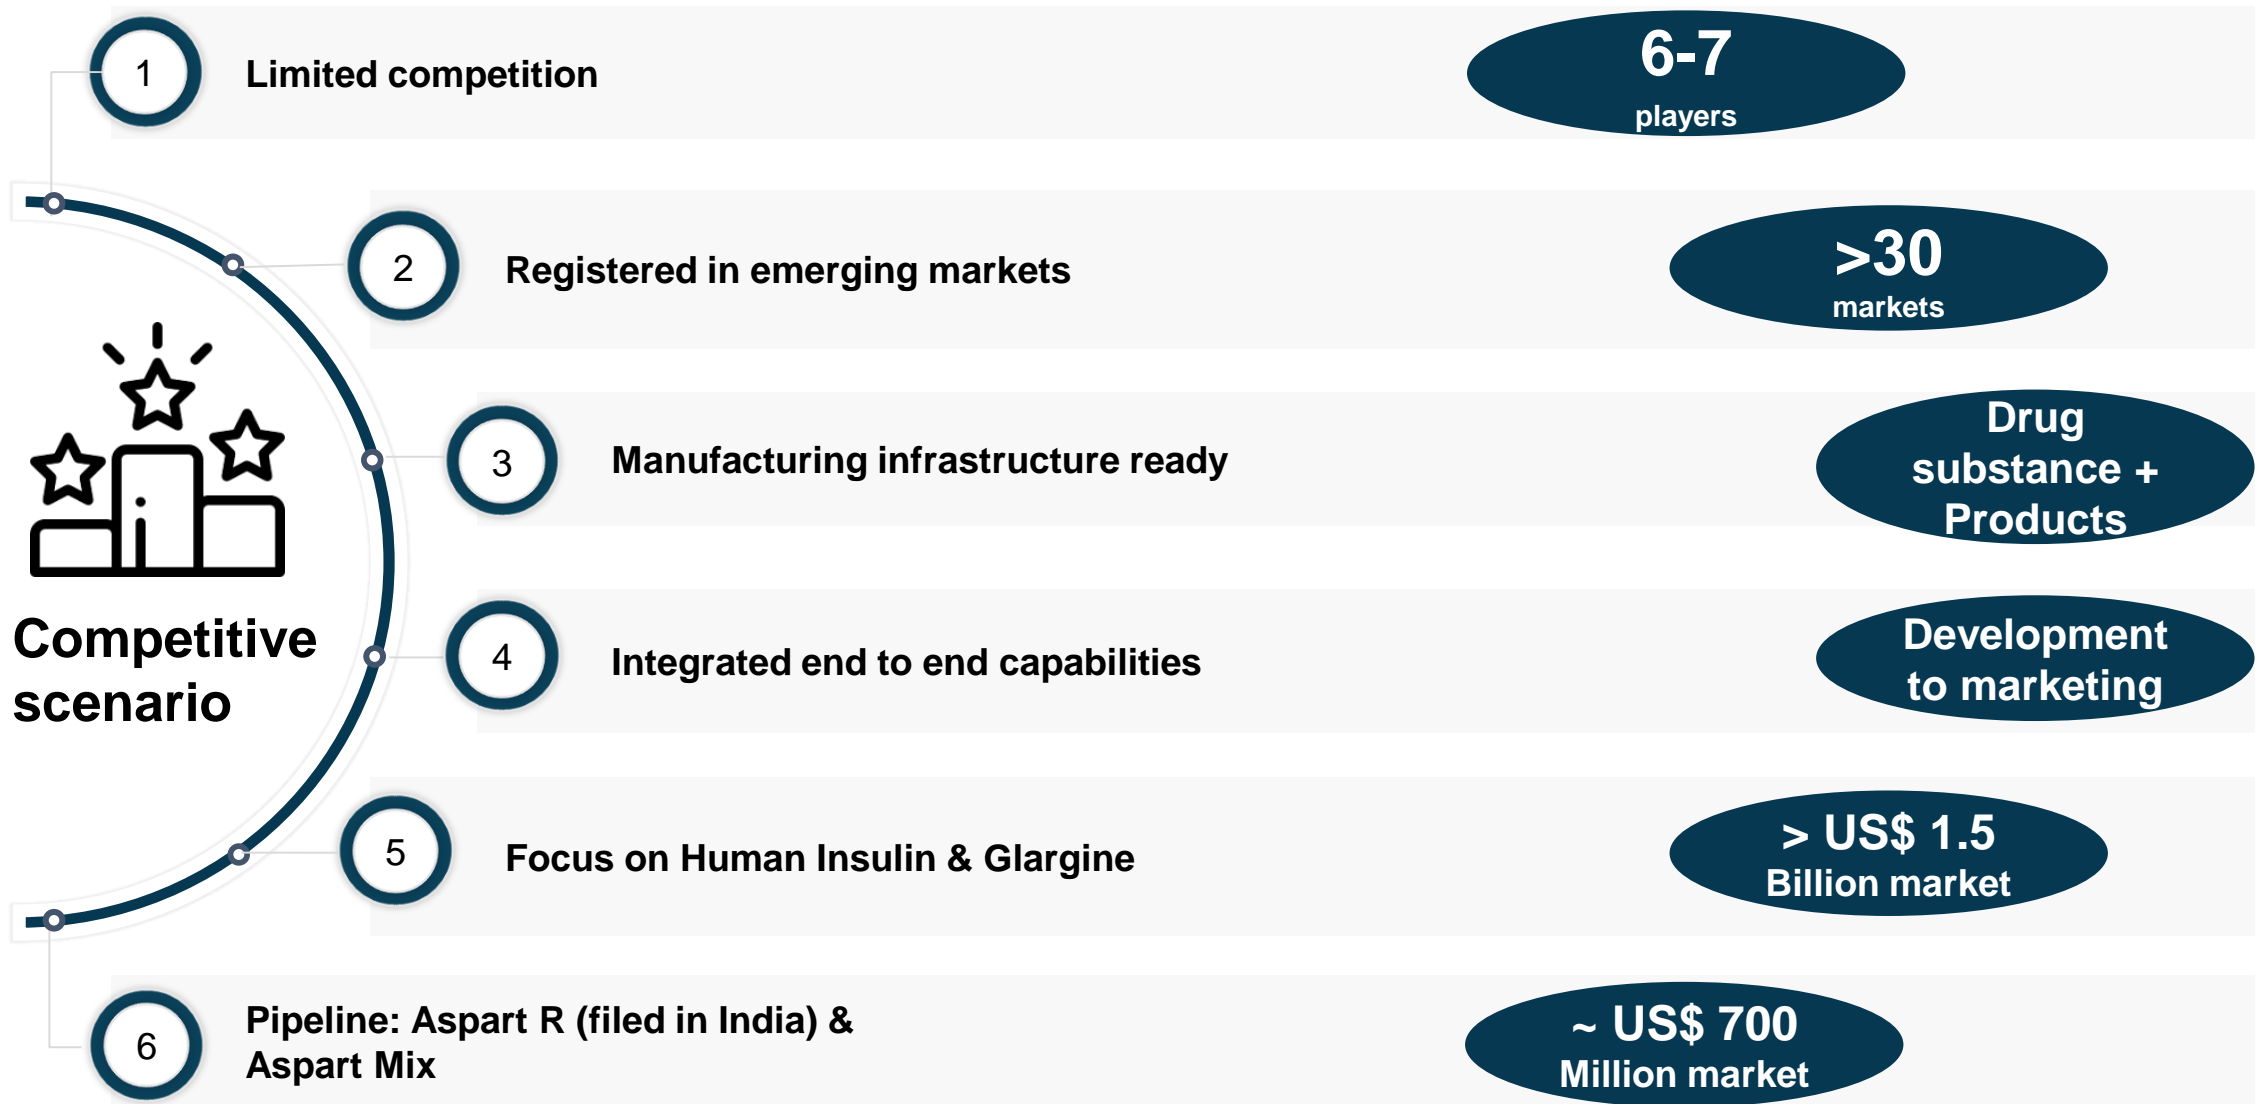 1
Limited competition
6-7
players
2
Registered in emerging markets
>30
markets
3
Manufacturing infrastructure ready
Drug
substance +
Products
Competitive
scenario
4
Integrated end to end capabilities
Development
to marketing
5
Focus on Human Insulin & Glargine
> US$ 1.5
Billion market
6
Pipeline: Aspart R (filed in India) &
Aspart Mix
~ US$ 700
Million market